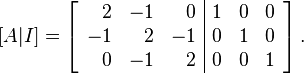 [A|I] = [ 2 −1 0 | 1 0 0
−1 2 −1 | 0 1 0
0 −1 2 | 0 0 1 ].